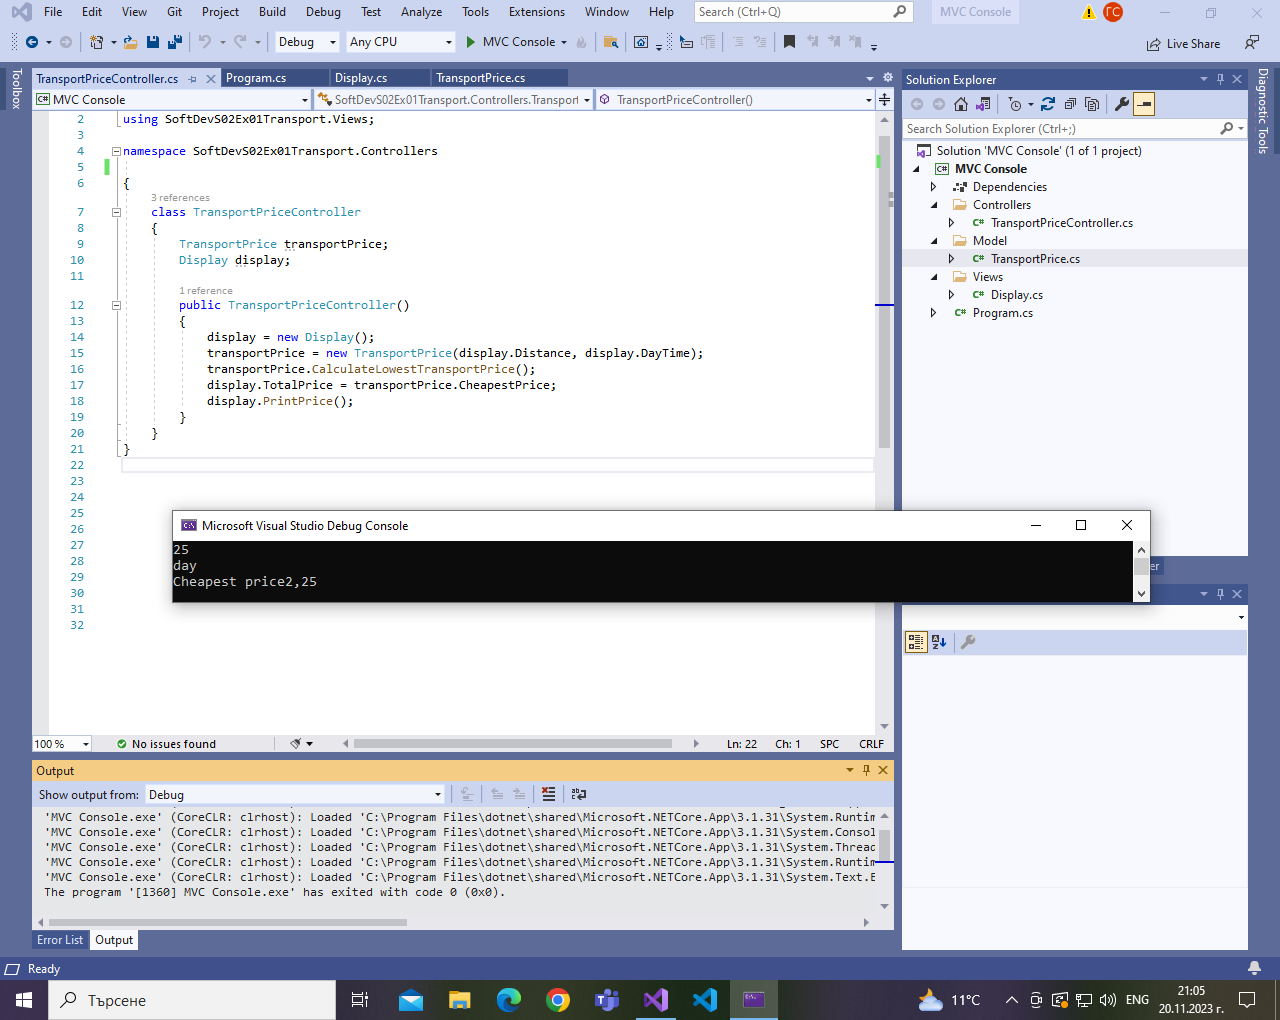 File Edit View Git Project Build Debug Test Analyze Tools Extensions Window Help Search (Ctrl+Q) MVC Console ГС
Debug Any CPU MVC Console Live Share
Toolbox
TransportPriceController.cs Program.cs Display.cs TransportPrice.cs
MVC Console SoftDevS02Ex01Transport.Controllers.Transport TransportPriceController()
2 using SoftDevS02Ex01Transport.Views;
3
4 namespace SoftDevS02Ex01Transport.Controllers
5
6 {
3 references
7 class TransportPriceController
8 {
9 TransportPrice transportPrice;
10 Display display;
11
1 reference
12 public TransportPriceController()
13 {
14 display = new Display();
15 transportPrice = new TransportPrice(display.Distance, display.DayTime);
16 transportPrice.CalculateLowestTransportPrice();
17 display.TotalPrice = transportPrice.CheapestPrice;
18 display.PrintPrice();
19 }
20 }
21 }
22
23
24
25
26
27
28
29
30
31
32
Microsoft Visual Studio Debug Console
25
day
Cheapest price2,25
100 % No issues found Ln: 22 Ch: 1 SPC CRLF
Output
Show output from: Debug
'MVC Console.exe' (CoreCLR: clrhost): Loaded 'C:\Program Files\dotnet\shared\Microsoft.NETCore.App\3.1.31\System.Runtim
'MVC Console.exe' (CoreCLR: clrhost): Loaded 'C:\Program Files\dotnet\shared\Microsoft.NETCore.App\3.1.31\System.Consol
'MVC Console.exe' (CoreCLR: clrhost): Loaded 'C:\Program Files\dotnet\shared\Microsoft.NETCore.App\3.1.31\System.Thread
'MVC Console.exe' (CoreCLR: clrhost): Loaded 'C:\Program Files\dotnet\shared\Microsoft.NETCore.App\3.1.31\System.Runtim
'MVC Console.exe' (CoreCLR: clrhost): Loaded 'C:\Program Files\dotnet\shared\Microsoft.NETCore.App\3.1.31\System.Text.E
The program '[1360] MVC Console.exe' has exited with code 0 (0x0).
Error List Output
Solution Explorer
Search Solution Explorer (Ctrl+;)
Solution 'MVC Console' (1 of 1 project)
C# MVC Console
Dependencies
Controllers
C# TransportPriceController.cs
Model
C# TransportPrice.cs
Views
C# Display.cs
C# Program.cs
er
Diagnostic Tools
Ready
Търсене 11°C ENG 21:05
20.11.2023 г.